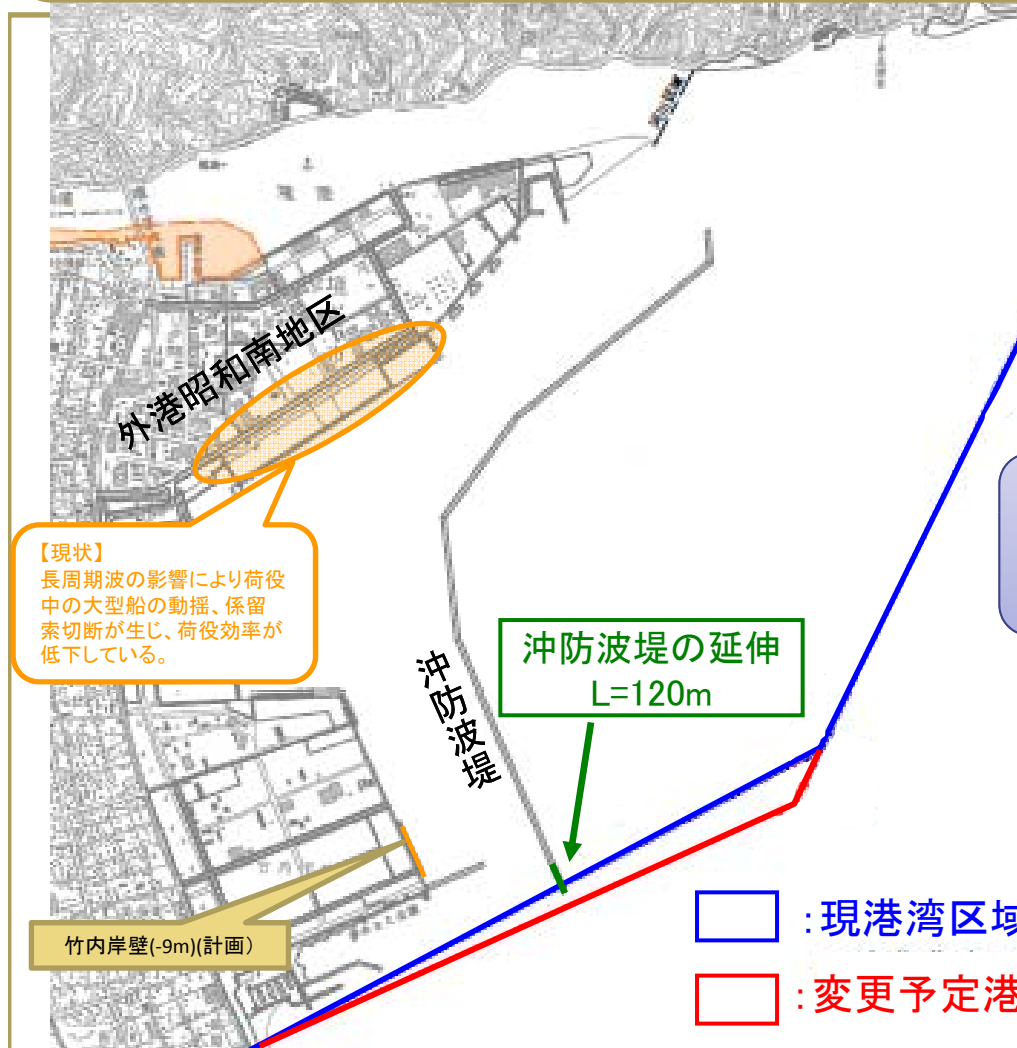 外港昭和南地区
【現状】
長周期波の影響により荷役
中の大型船の動揺、係留
索切断が生じ、荷役効率が
低下している。
沖防波堤の延伸
L=120m
沖防波堤
竹内岸壁(-9m)(計画)
:現港湾区域
:変更予定港